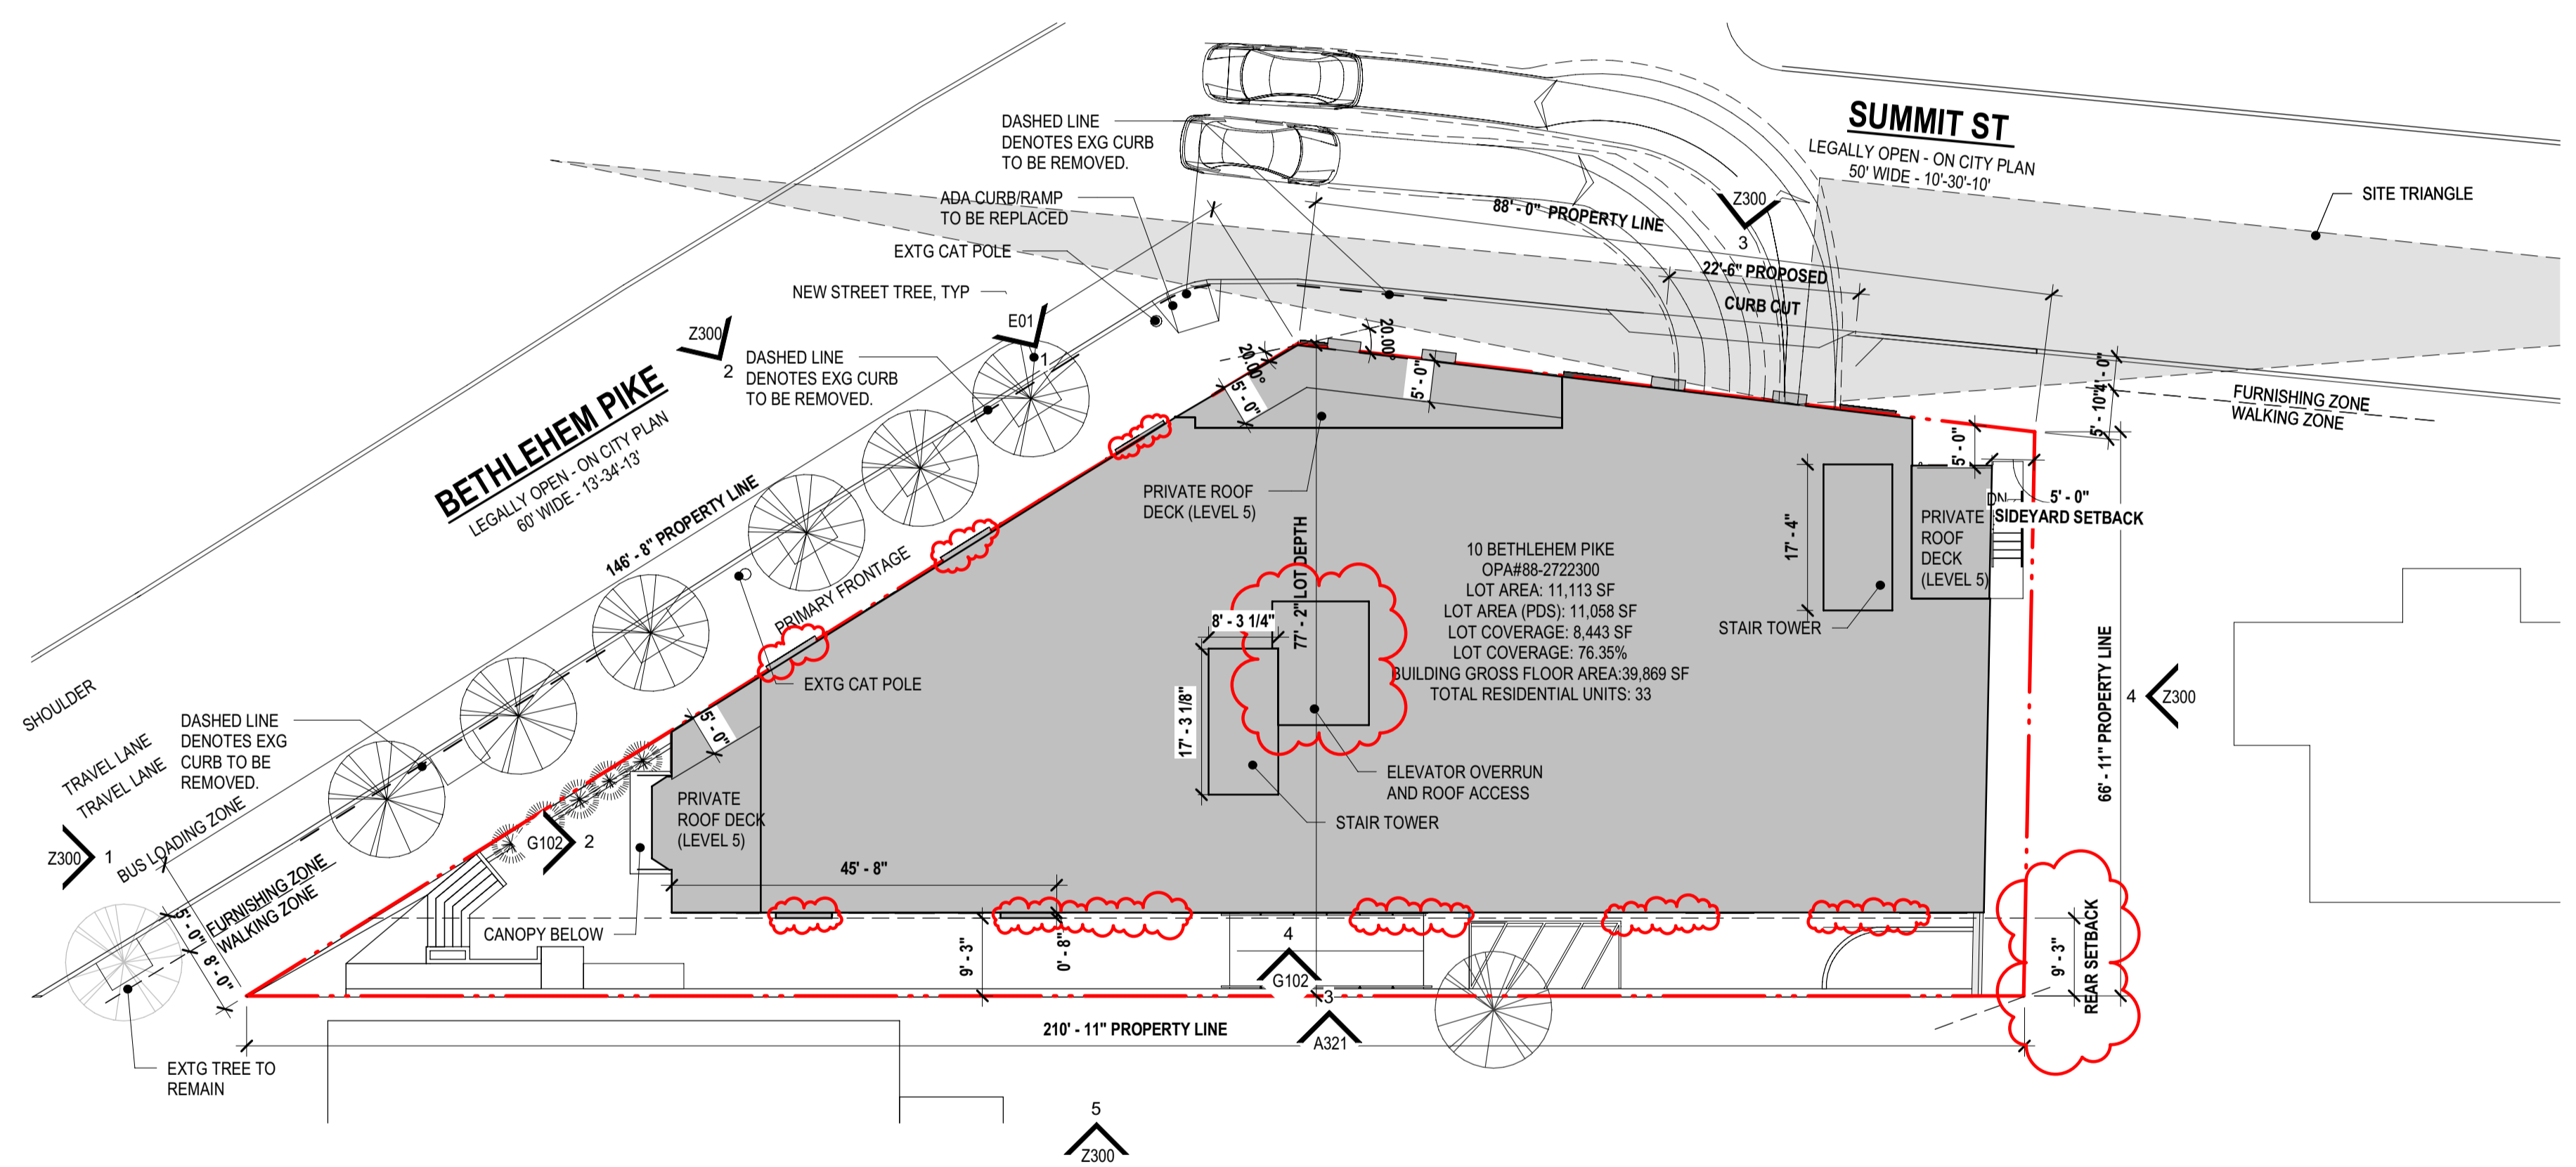 DASHED LINE
DENOTES EXG CURB
TO BE REMOVED.
SUMMIT ST
LEGALLY OPEN - ON CITY PLAN
50' WIDE - 10'-30'-10'
SITE TRIANGLE
ADA CURB/RAMP
TO BE REPLACED
88' - 0" PROPERTY LINE
Z300
3
EXTG CAT POLE
22'-6" PROPOSED
CURB CUT
NEW STREET TREE, TYP
E01
1
Z300
2
DASHED LINE
DENOTES EXG CURB
TO BE REMOVED.
20.00°
20.00°
5' - 0"
5' - 0"
4' - 0"
5' - 10"
FURNISHING ZONE
WALKING ZONE
BETHLEHEM PIKE
LEGALLY OPEN - ON CITY PLAN
60' WIDE - 13'-34'-13'
146' - 8" PROPERTY LINE
PRIMARY FRONTAGE
PRIVATE ROOF
DECK (LEVEL 5)
77' - 2" LOT DEPTH
10 BETHLEHEM PIKE
OPA#88-2722300
LOT AREA: 11,113 SF
LOT AREA (PDS): 11,058 SF
LOT COVERAGE: 8,443 SF
LOT COVERAGE: 76.35%
BUILDING GROSS FLOOR AREA:39,869 SF
TOTAL RESIDENTIAL UNITS: 33
17' - 4"
STAIR TOWER
5' - 0"
DN
5' - 0"
SIDEYARD SETBACK
PRIVATE
ROOF
DECK
(LEVEL 5)
8' - 3 1/4"
17' - 3 1/8"
EXTG CAT POLE
66' - 11" PROPERTY LINE
4
Z300
SHOULDER
TRAVEL LANE
TRAVEL LANE
BUS LOADING ZONE
DASHED LINE
DENOTES EXG
CURB TO BE
REMOVED.
5' - 0"
PRIVATE
ROOF DECK
(LEVEL 5)
ELEVATOR OVERRUN
AND ROOF ACCESS
STAIR TOWER
Z300
1
G102
2
45' - 8"
FURNISHING ZONE
WALKING ZONE
5' - 0"
8' - 0"
CANOPY BELOW
9' - 3"
0' - 8"
4
G102
3
A321
9' - 3"
REAR SETBACK
210' - 11" PROPERTY LINE
EXTG TREE TO
REMAIN
5
Z300